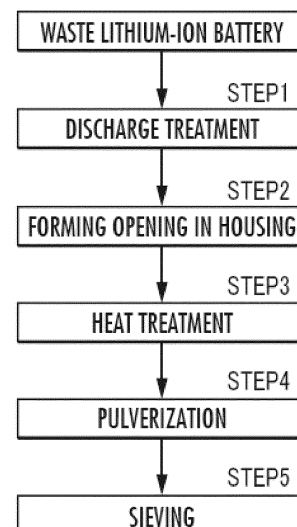 WASTE LITHIUM-ION BATTERY
STEP1
DISCHARGE TREATMENT
STEP2
FORMING OPENING IN HOUSING
STEP3
HEAT TREATMENT
STEP4
PULVERIZATION
STEP5
SIEVING